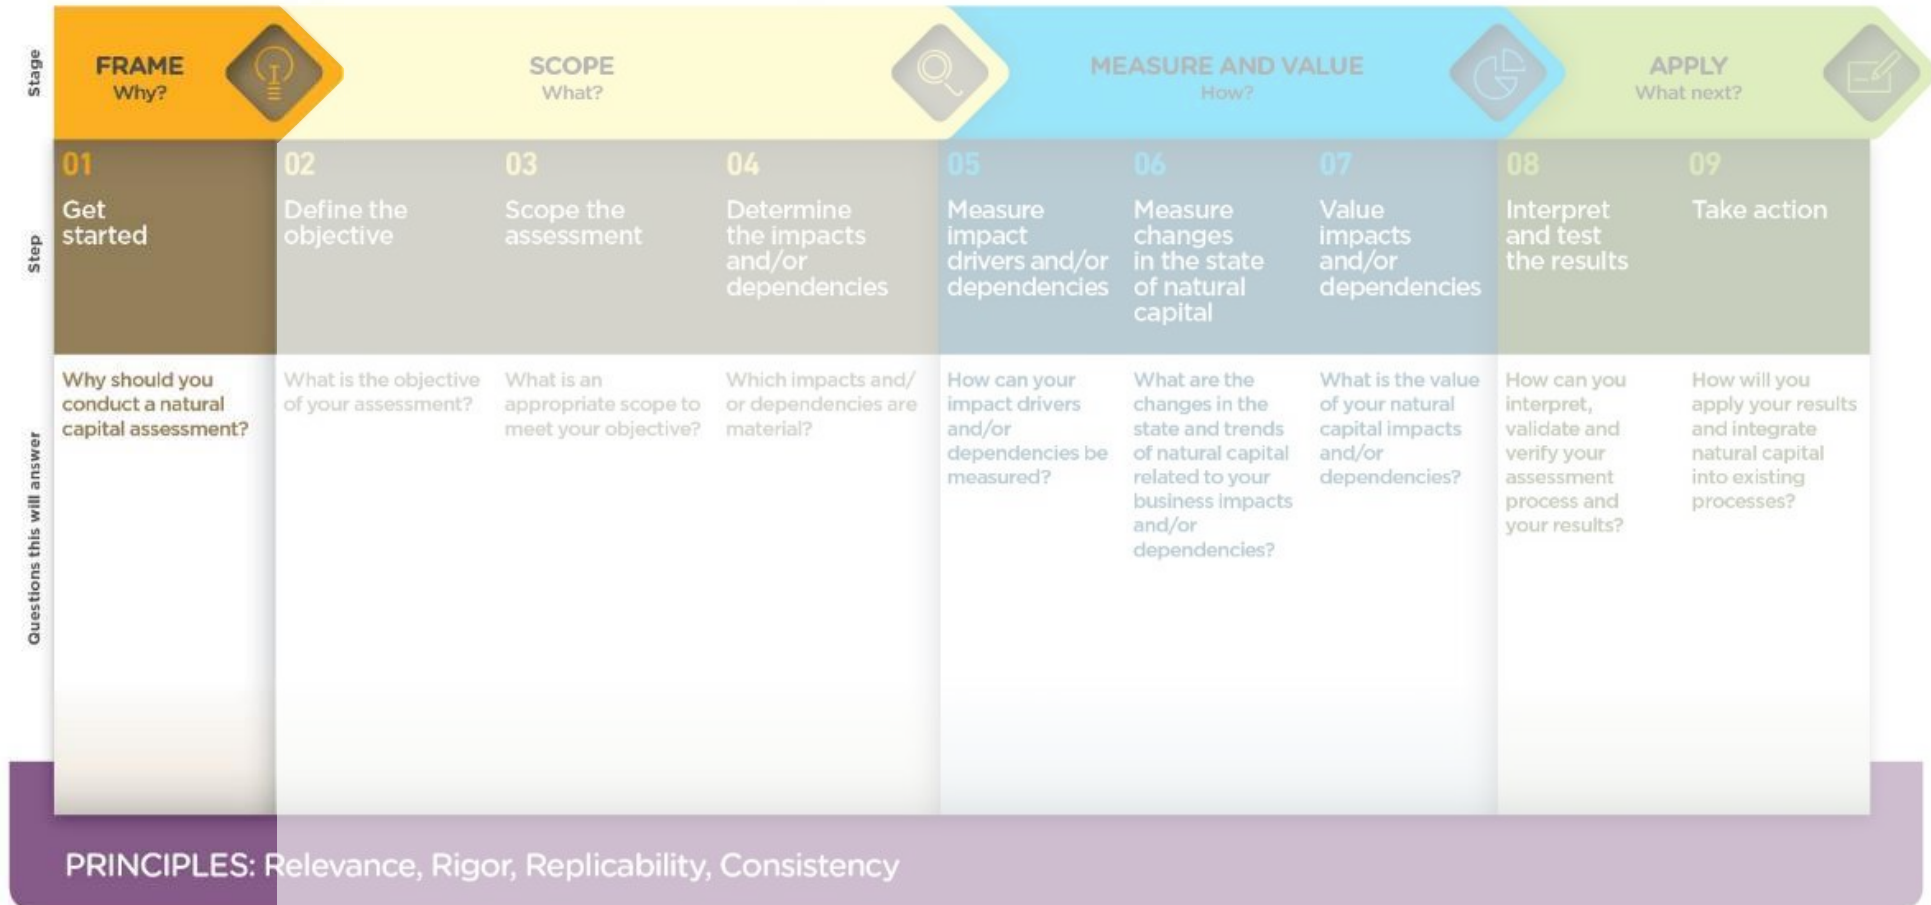 Stage
FRAME
Why?
SCOPE
What?
MEASURE AND VALUE
How?
APPLY
What next?
Step
01
Get
started
02
Define the
objective
03
Scope the
assessment
04
Determine
the impacts
and/or
dependencies
05
Measure
impact
drivers and/or
dependencies
06
Measure
changes
in the state
of natural
capital
07
Value
impacts
and/or
dependencies
08
Interpret
and test
the results
09
Take action
Questions this will answer
Why should you
conduct a natural
capital assessment?
What is the objective
of your assessment?
What is an
appropriate scope to
meet your objective?
Which impacts and/
or dependencies are
material?
How can your
impact drivers
and/or
dependencies be
measured?
What are the
changes in the
state and trends
of natural capital
related to your
business impacts
and/or
dependencies?
What is the value
of your natural
capital impacts
and/or
dependencies?
How can you
interpret,
validate and
verify your
assessment
process and
your results?
How will you
apply your results
and integrate
natural capital
into existing
processes?
PRINCIPLES: Relevance, Rigor, Replicability, Consistency